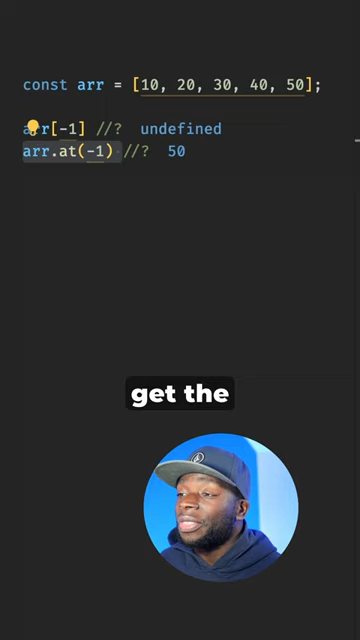 const arr = [10, 20, 30, 40, 50];
arr[-1] //? undefined
arr.at(-1) //? 50
get the